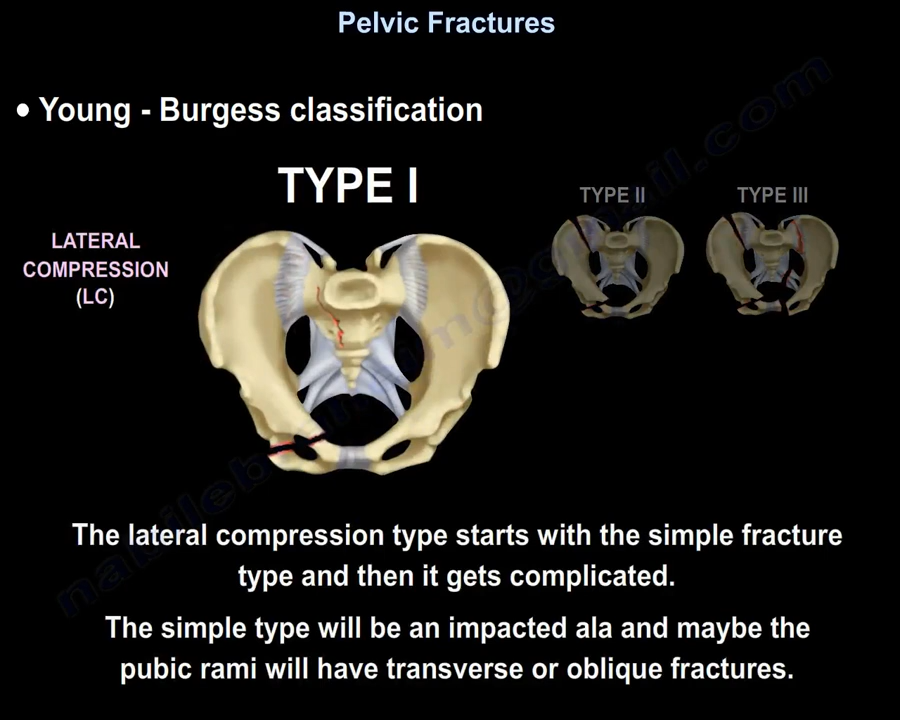 Pelvic Fractures
• Young - Burgess classification
TYPE I
TYPE II
TYPE III
LATERAL
COMPRESSION
(LC)
The lateral compression type starts with the simple fracture
type and then it gets complicated.
The simple type will be an impacted ala and maybe the
pubic rami will have transverse or oblique fractures.